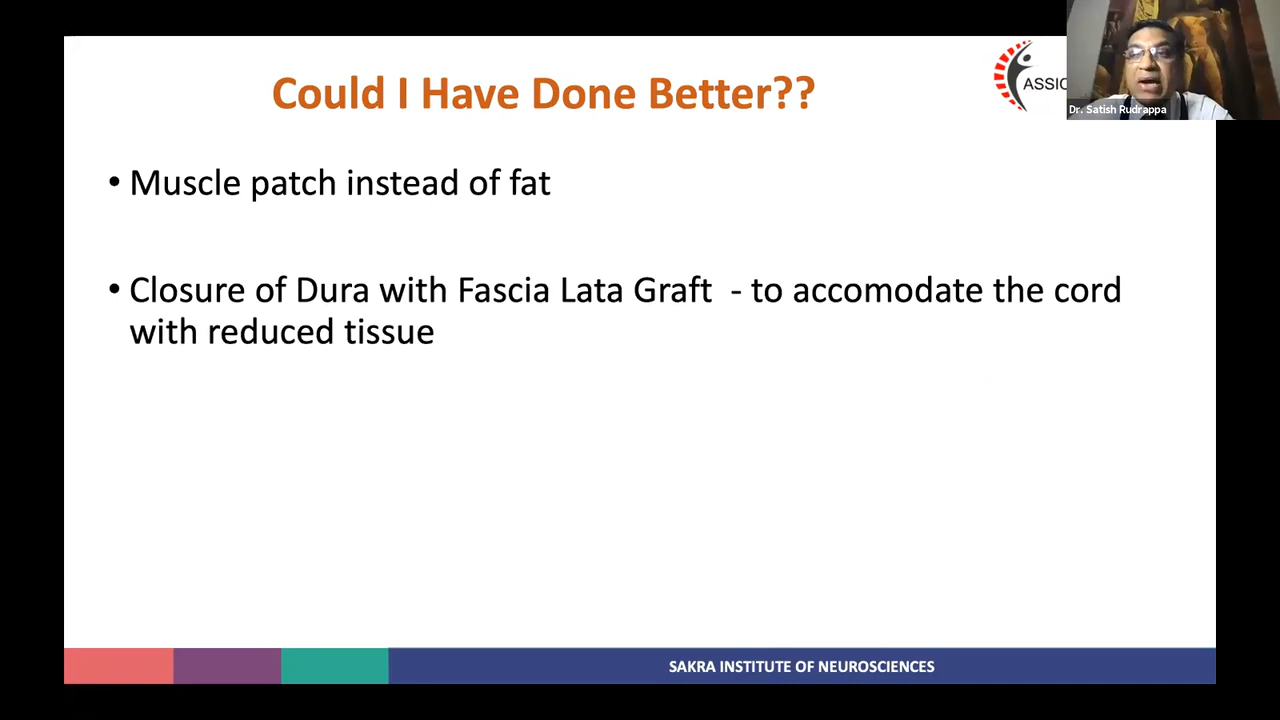 Could I Have Done Better??
ASSI
Dr. Satish Rudrappa
• Muscle patch instead of fat
• Closure of Dura with Fascia Lata Graft - to accomodate the cord
with reduced tissue
SAKRA INSTITUTE OF NEUROSCIENCES